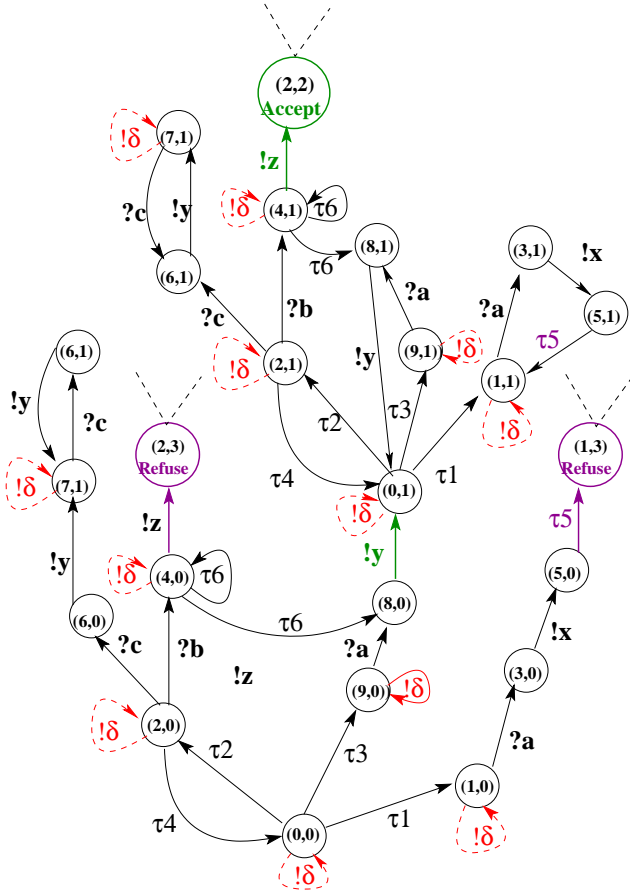 (2,2)
Accept
!δ
(7,1)
!z
?c
!y
!δ
(4,1)
τ6
(8,1)
(3,1)
!x
τ6
(6,1)
?b
?a
?a
(5,1)
?c
τ5
(6,1)
!δ
(2,1)
!y
(9,1)
!δ
(1,1)
!y
?c
τ2
τ3
!δ
(2,3)
Refuse
(1,3)
Refuse
!δ
(7,1)
τ4
(0,1)
τ1
!δ
!z
τ5
!y
!y
!δ
(4,0)
τ6
(5,0)
(6,0)
τ6
(8,0)
!x
?c
?b
?a
!z
(3,0)
(9,0)
!δ
!δ
(2,0)
?a
τ2
τ3
(1,0)
τ4
(0,0)
τ1
!δ
!δ